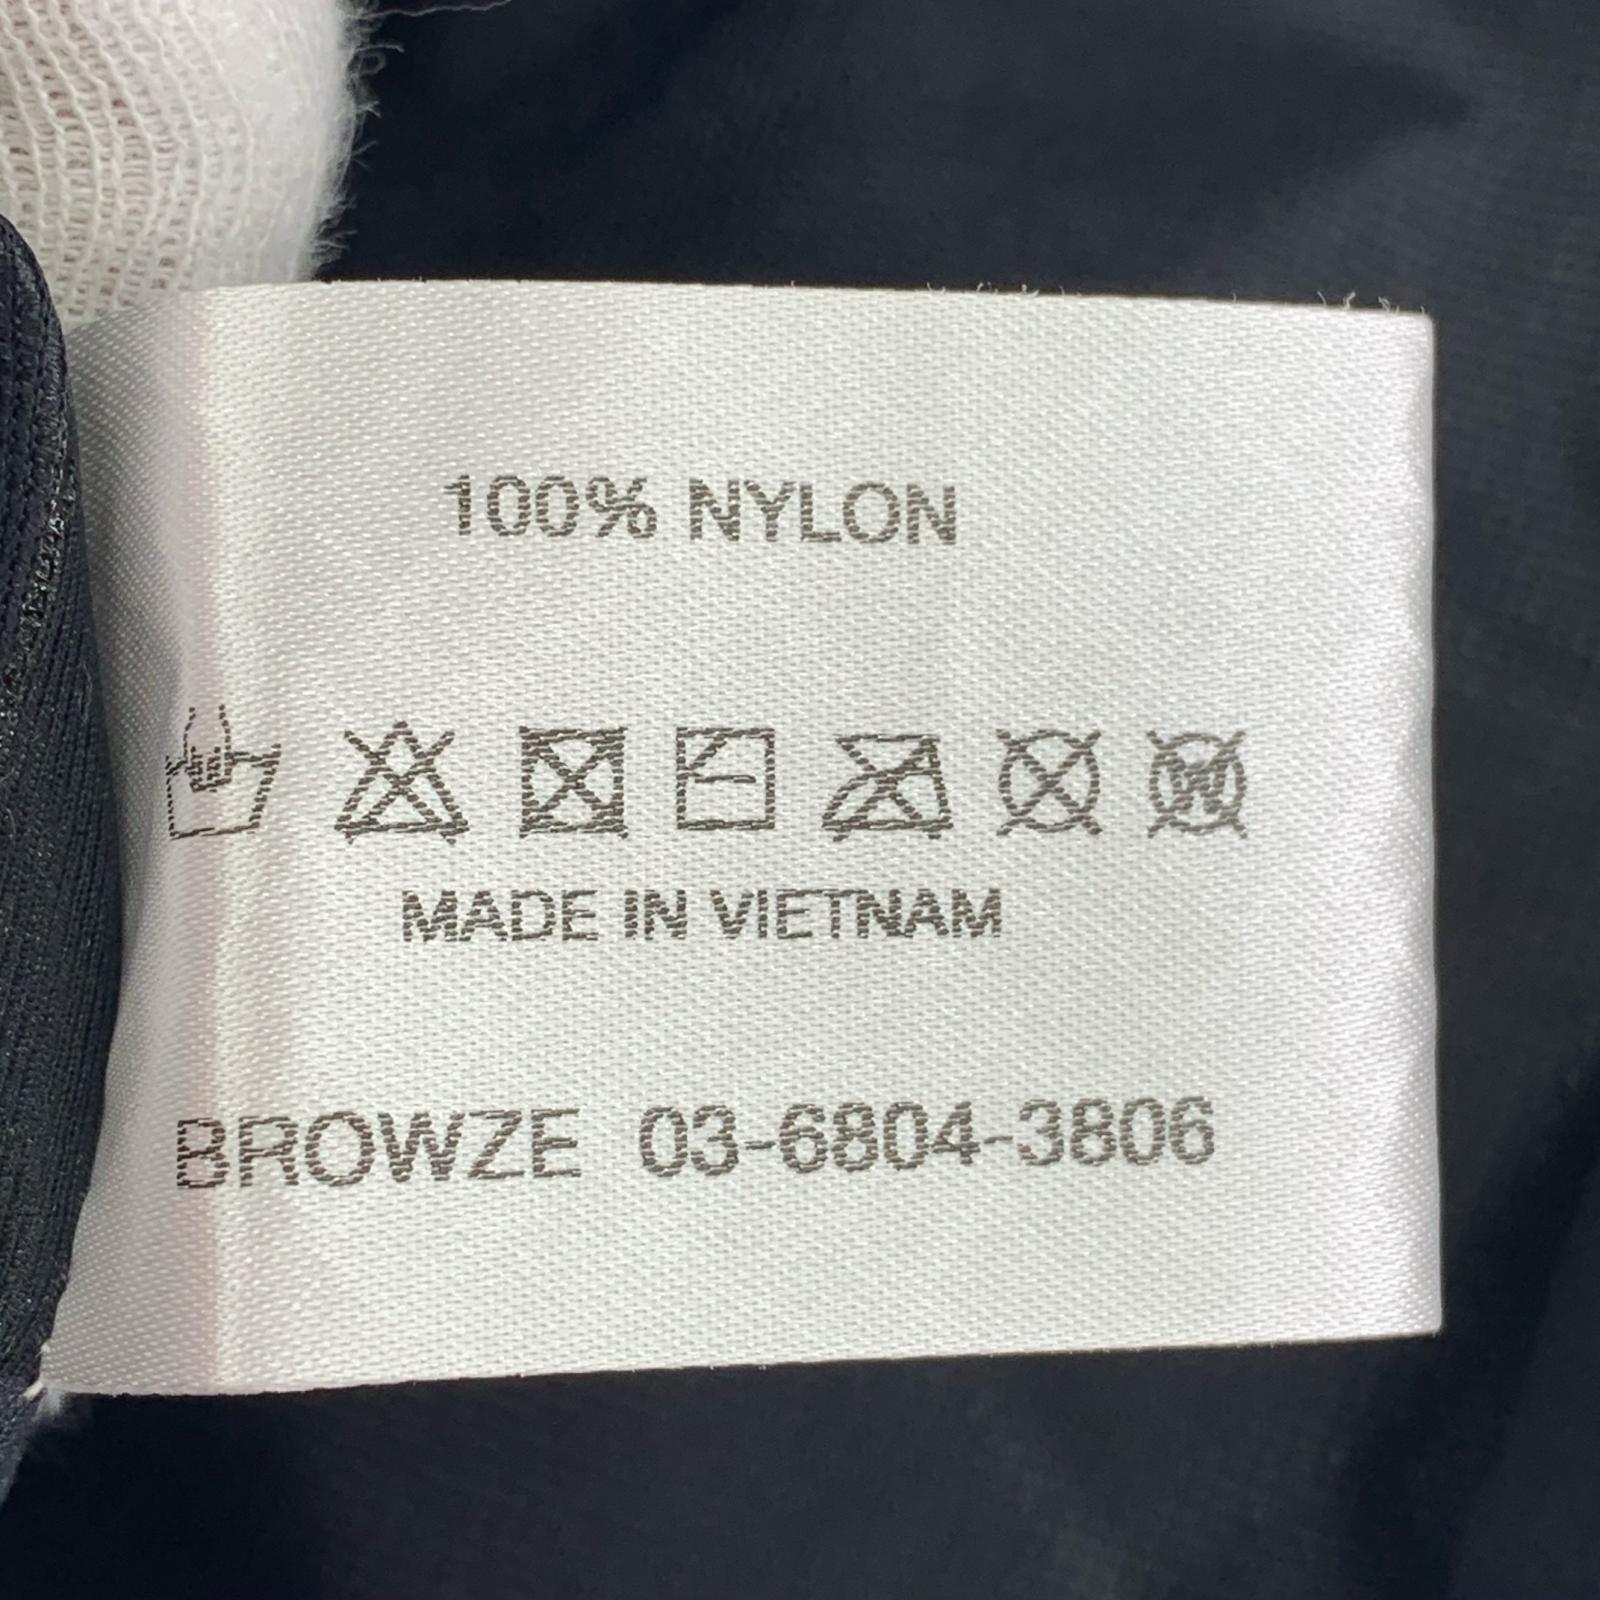 100% NYLON
MADE IN VIETNAM
BROWZE 03-6804-3806